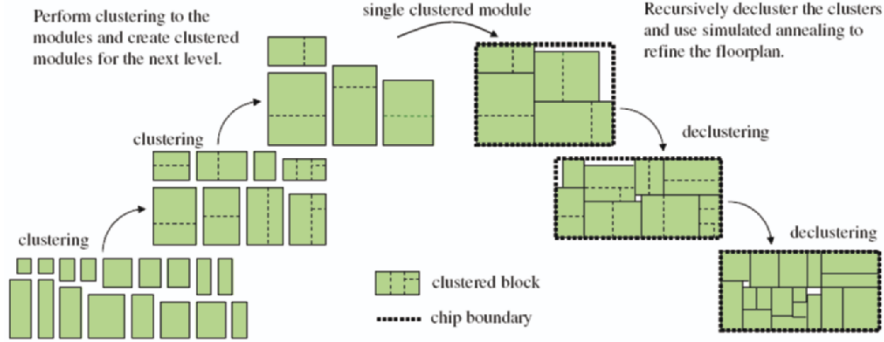 Perform clustering to the
modules and create clustered
modules for the next level.
single clustered module
Recursively decluster the clusters
and use simulated annealing to
refine the floorplan.
clustering
declustering
clustering
declustering
clustered block
chip boundary